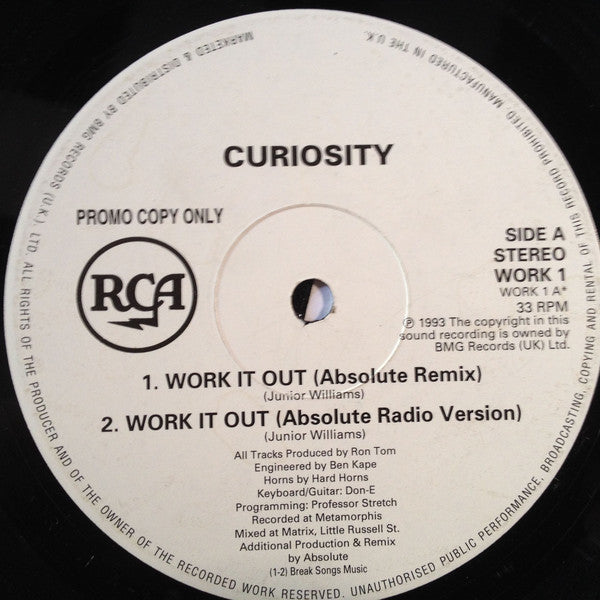 CURIOSITY
PROMO COPY ONLY
RCA
SIDE A
STEREO
WORK 1
WORK 1 A*
33 RPM
℗ 1993 The copyright in this
sound recording is owned by
BMG Records (UK) Ltd.
1. WORK IT OUT (Absolute Remix)
(Junior Williams)
2. WORK IT OUT (Absolute Radio Version)
(Junior Williams)
All Tracks Produced by Ron Tom
Engineered by Ben Kape
Horns by Hard Horns
Keyboard/Guitar: Don-E
Programming: Professor Stretch
Recorded at Metamorphis
Mixed at Matrix, Little Russell St.
Additional Production & Remix
by Absolute
(1-2) Break Songs Music
MARKETED & DISTRIBUTED BY BMG RECORDS (U.K.) LTD. ALL RIGHTS OF THE PRODUCER AND OF THE OWNER OF THE RECORDED WORK RESERVED. UNAUTHORISED PUBLIC PERFORMANCE, BROADCASTING, COPYING AND RENTAL OF THIS RECORD PROHIBITED. MANUFACTURED IN THE U.K.